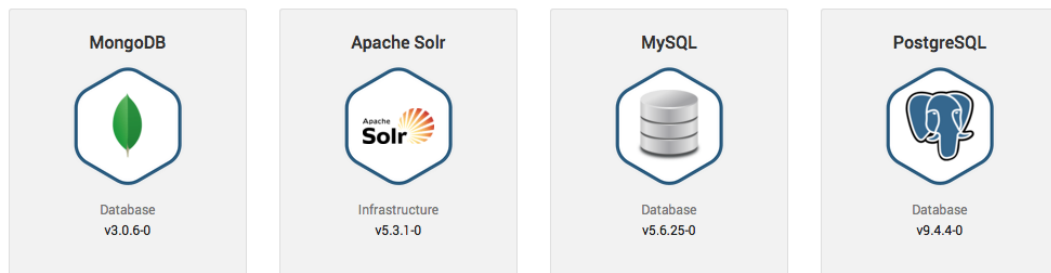 MongoDB
Database
v3.0.6-0
Apache Solr
Apache
Solr
Infrastructure
v5.3.1-0
MySQL
Database
v5.6.25-0
PostgreSQL
Database
v9.4.4-0